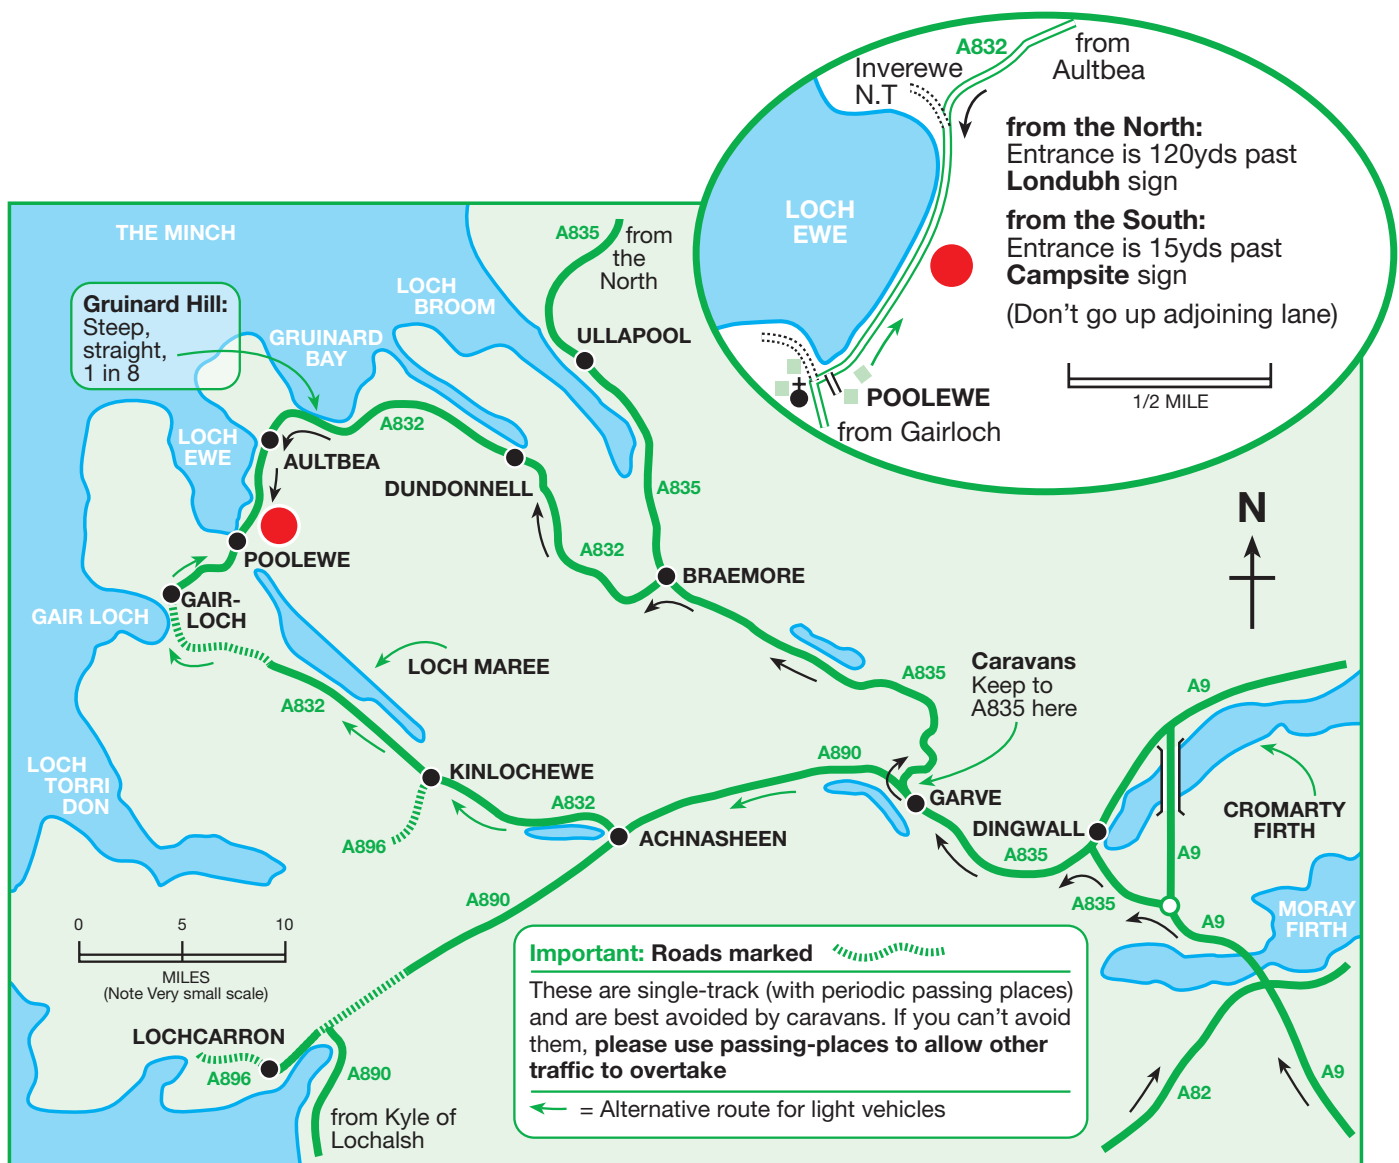 A832
from
Aultbea
Inverewe
N.T
from the North:
Entrance is 120yds past
Londubh sign
from the South:
Entrance is 15yds past
Campsite sign
(Don't go up adjoining lane)
LOCH
EWE
1/2 MILE
POOLEWE
from Gairloch
THE MINCH
A835
from
the
North
LOCH
BROOM
Gruinard Hill:
Steep,
straight,
1 in 8
GRUINARD
BAY
ULLAPOOL
A832
LOCH
EWE
AULTBEA
DUNDONNELL
A835
N
POOLEWE
A832
BRAEMORE
GAIR-
LOCH
GAIR LOCH
LOCH MAREE
Caravans
Keep to
A835 here
A835
A9
A832
LOCH
TORRI
DON
KINLOCHEWE
A890
A832
GARVE
CROMARTY
FIRTH
DINGWALL
A896
ACHNASHEEN
A835
A9
A890
A835
A9
MORAY
FIRTH
0 5 10
MILES
(Note Very small scale)
Important: Roads marked
These are single-track (with periodic passing places)
and are best avoided by caravans. If you can't avoid
them, please use passing-places to allow other
traffic to overtake
= Alternative route for light vehicles
LOCHCARRON
A896
A890
from Kyle of
Lochalsh
A82
A9